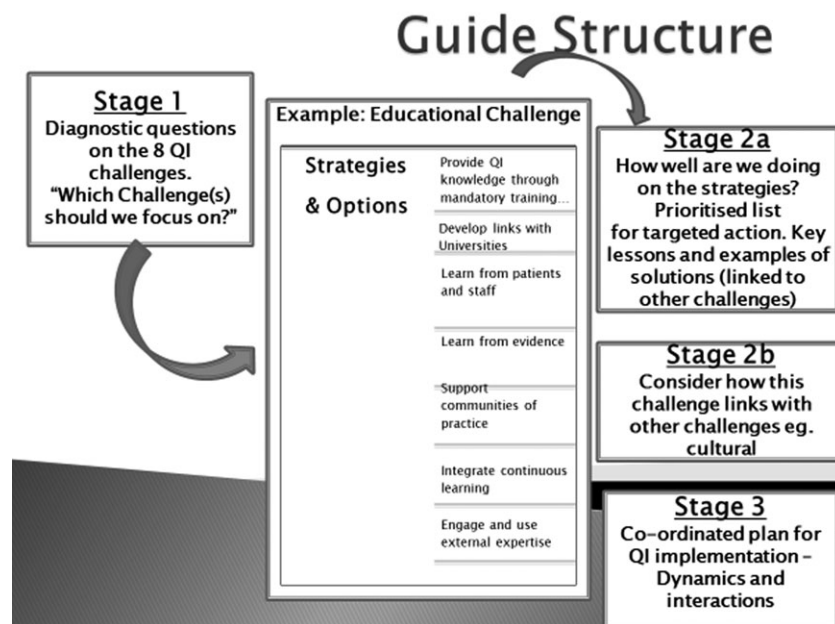 Guide Structure
Stage 1
Diagnostic questions
on the 8 QI
challenges.
“Which Challenge(s)
should we focus on?”
Example: Educational Challenge
Strategies
& Options
Provide QI
knowledge through
mandatory training...
Develop links with
Universities
Learn from patients
and staff
Learn from evidence
Support
communities of
practice
Integrate continuous
learning
Engage and use
external expertise
Stage 2a
How well are we doing
on the strategies?
Prioritised list
for targeted action. Key
lessons and examples of
solutions (linked to
other challenges)
Stage 2b
Consider how this
challenge links with
other challenges eg.
cultural
Stage 3
Co-ordinated plan for
QI implementation –
Dynamics and
interactions